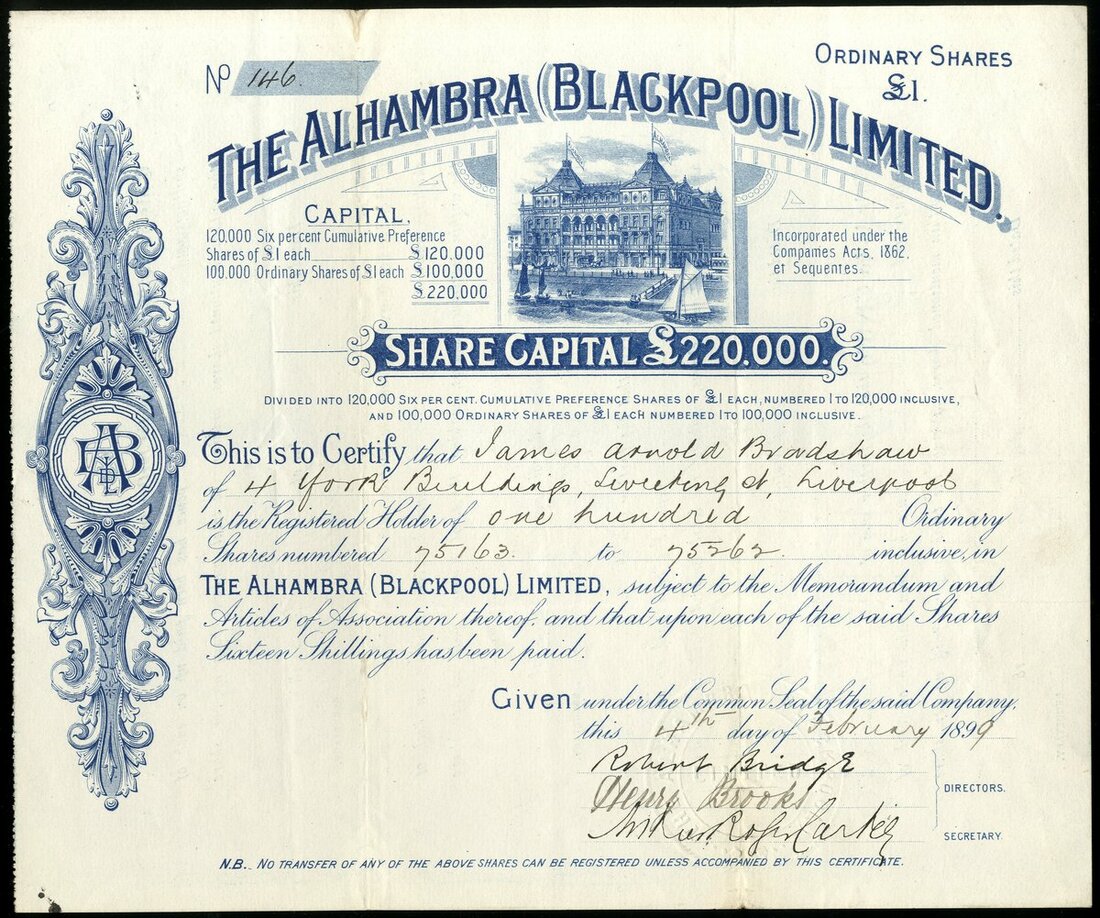 No 146.
ORDINARY SHARES
£1.
THE ALHAMBRA (BLACKPOOL) LIMITED.
CAPITAL.
120,000 Six per cent Cumulative Preference
Shares of £1 each £120,000
100,000 Ordinary Shares of £1 each £100,000
£220,000
Incorporated under the
Companies Acts, 1862,
et Sequentes.
SHARE CAPITAL £220.000.
DIVIDED INTO 120,000 SIX PER CENT. CUMULATIVE PREFERENCE SHARES OF £1 EACH, NUMBERED 1 TO 120,000 INCLUSIVE,
AND 100,000 ORDINARY SHARES OF £1 EACH NUMBERED 1 TO 100,000 INCLUSIVE.
This is to Certify that James Arnold Bradshaw
of 4 York Buildings, Sweeting St, Liverpool
is the Registered Holder of one hundred Ordinary
Shares numbered 75163. to 75262. inclusive, in
THE ALHAMBRA (BLACKPOOL) LIMITED, subject to the Memorandum and
Articles of Association thereof, and that upon each of the said Shares
Sixteen Shillings has been paid.
Given under the Common Seal of the said Company,
this 4th day of February 1899
Robert Bridge
Henry Brooks
DIRECTORS.
SECRETARY.
N.B. NO TRANSFER OF ANY OF THE ABOVE SHARES CAN BE REGISTERED UNLESS ACCOMPANIED BY THIS CERTIFICATE.